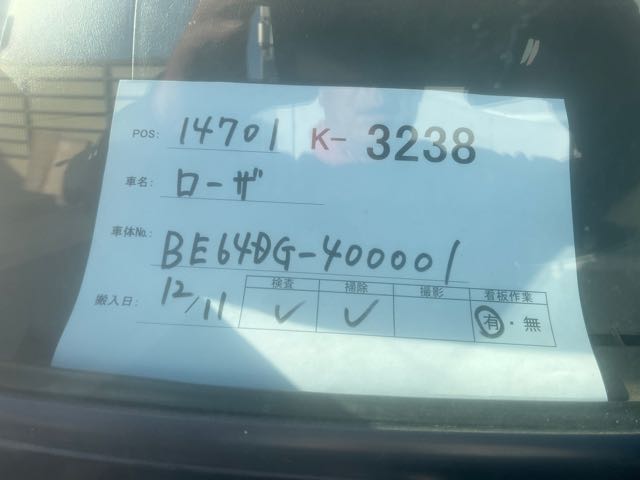 POS: 14701 K- 3238
車名: ローザ
車体No.: BE64DG-400001
搬入日: 12/11
検査 掃除 撮影 看板作業
✓ ✓ 有・無